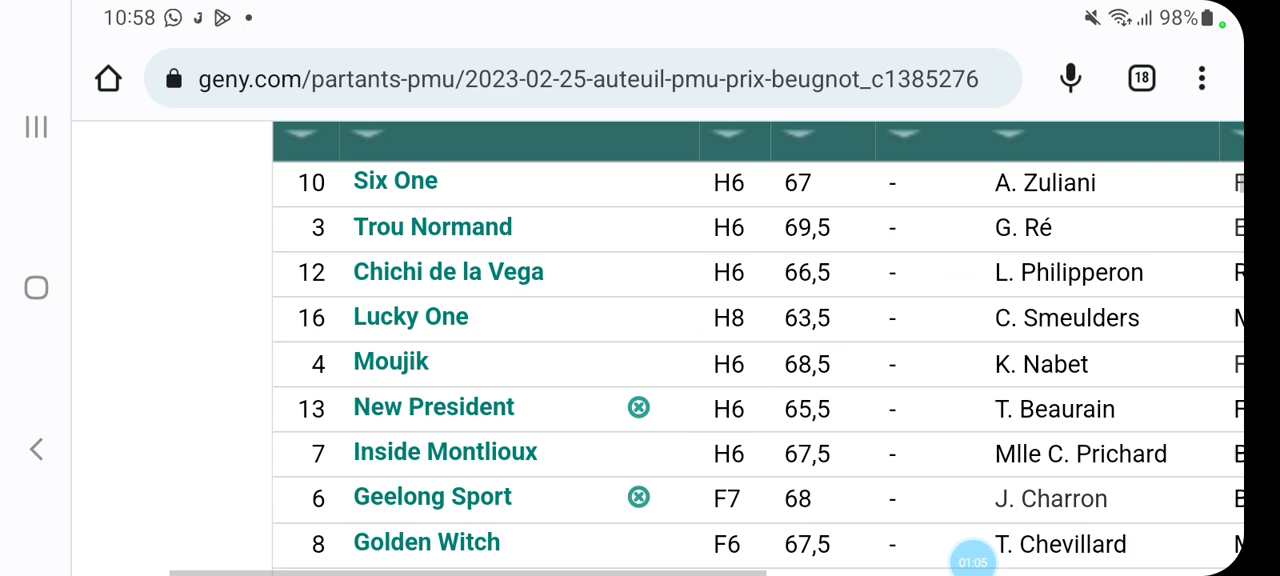 10:58 98%
geny.com/partants-pmu/2023-02-25-auteuil-pmu-prix-beugnot_c1385276 18
10 Six One H6 67 - A. Zuliani
3 Trou Normand H6 69,5 - G. Ré
12 Chichi de la Vega H6 66,5 - L. Philipperon
16 Lucky One H8 63,5 - C. Smeulders
4 Moujik H6 68,5 - K. Nabet
13 New President H6 65,5 - T. Beaurain
7 Inside Montlioux H6 67,5 - Mlle C. Prichard
6 Geelong Sport F7 68 - J. Charron
8 Golden Witch F6 67,5 - T. Chevillard
01:05